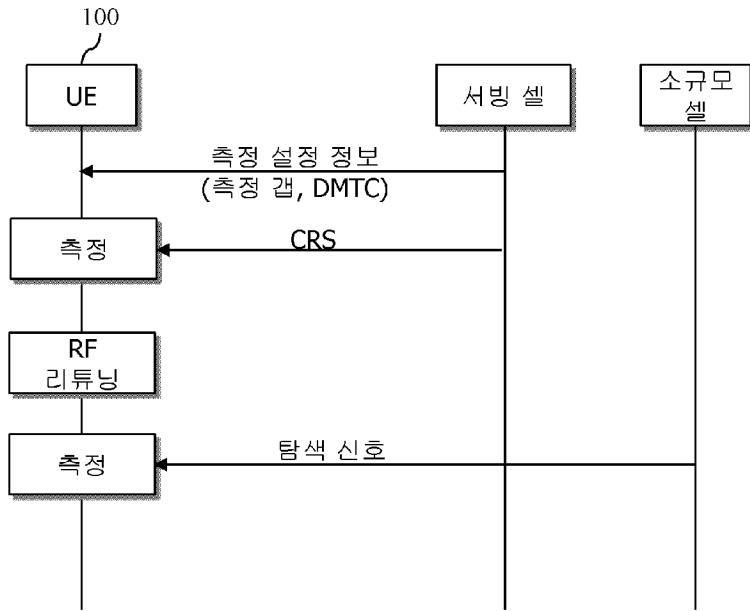 100
UE
서빙 셀
소규모
셀
측정 설정 정보
(측정 갭, DMTC)
측정
CRS
RF
리튜닝
측정
탐색 신호